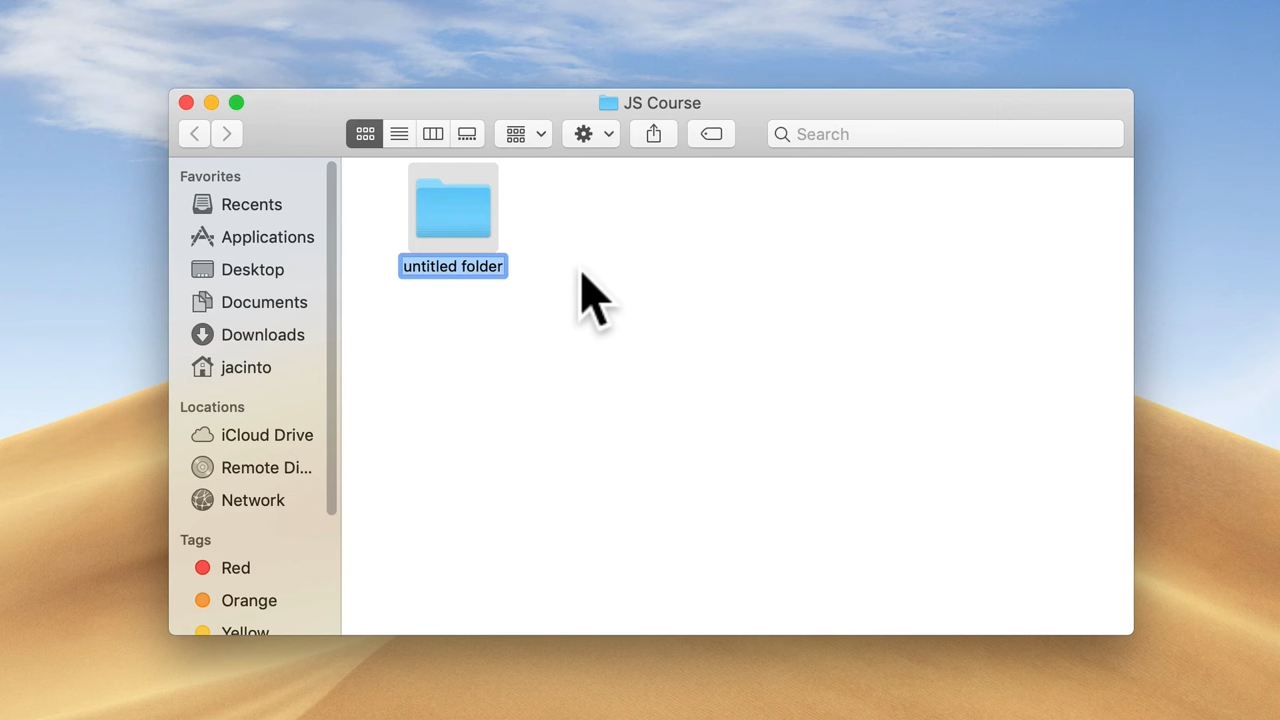 JS Course
Search
Favorites
Recents
Applications
Desktop
Documents
Downloads
jacinto
Locations
iCloud Drive
Remote Di...
Network
Tags
Red
Orange
Yellow
untitled folder